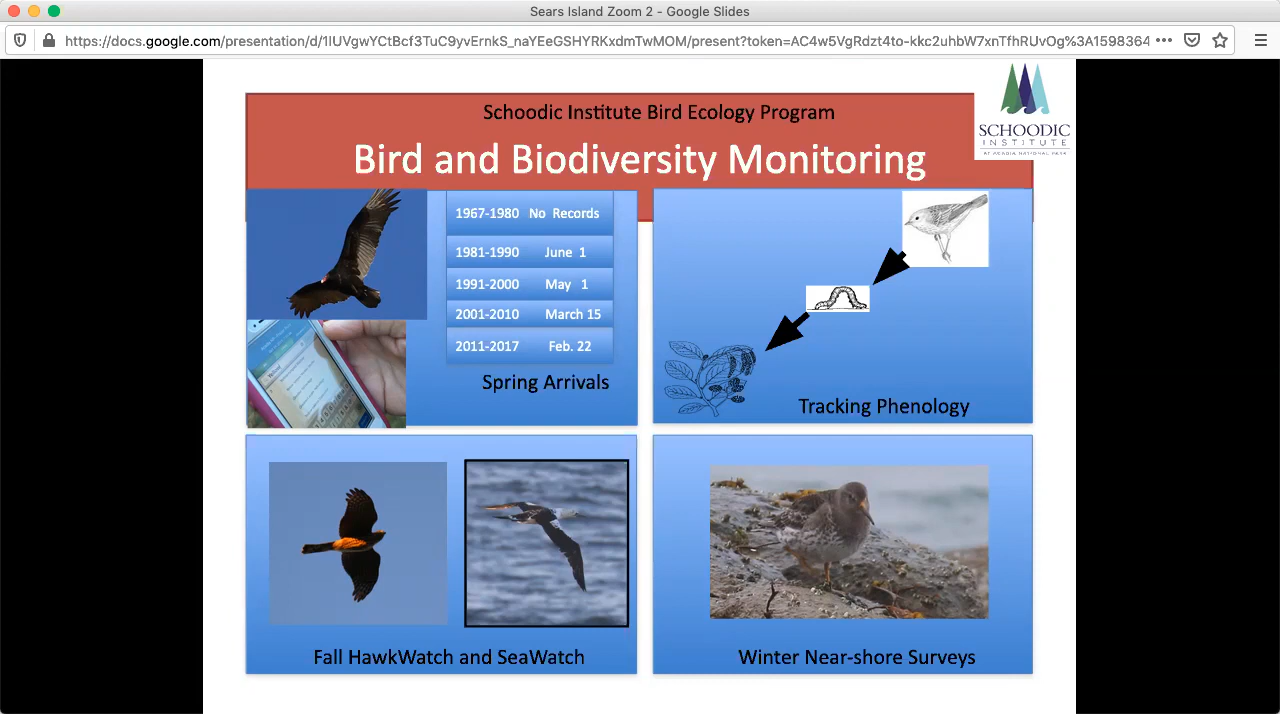 Sears Island Zoom 2 - Google Slides
https://docs.google.com/presentation/d/1IUVgwYCtBcf3TuC9yvErnkS_naYEeGSHYRKxdmTwMOM/present?token=AC4w5VgRdzt4to-kkc2uhbW7xnTfhRUvOg%3A1598364
Schoodic Institute Bird Ecology Program
Bird and Biodiversity Monitoring
SCHOODIC
INSTITUTE
AT ACADIA NATIONAL PARK
1967-1980 No Records
1981-1990 June 1
1991-2000 May 1
2001-2010 March 15
2011-2017 Feb. 22
Spring Arrivals
Tracking Phenology
Fall HawkWatch and SeaWatch
Winter Near-shore Surveys